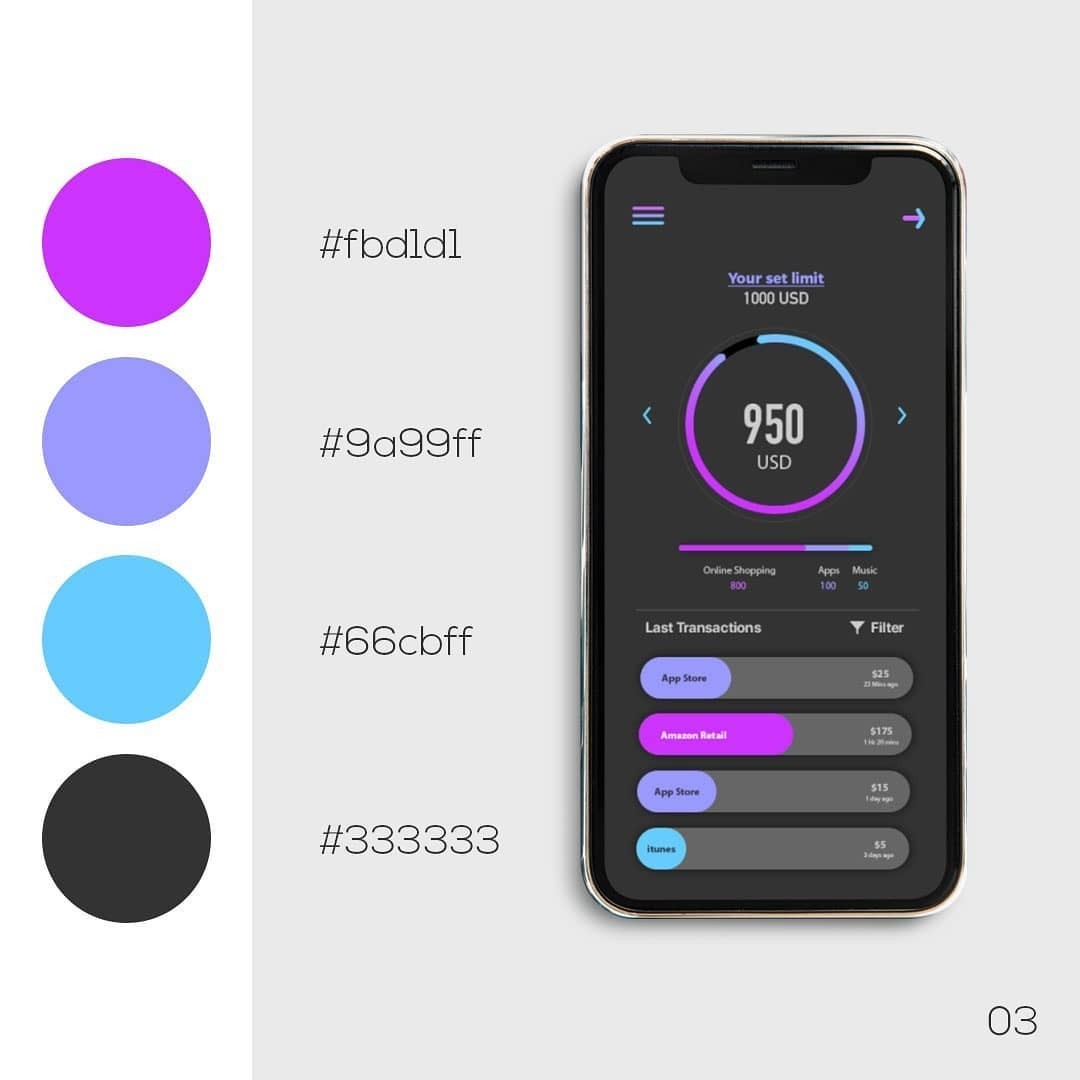 #fbd1d1
#9a99ff
#66cbff
#333333
Your set limit
1000 USD
950
USD
Online Shopping Apps Music
800 100 50
Last Transactions Filter
App Store $25
23 Mins ago
Amazon Retail $175
1 Hr 20 mins
App Store $15
1 day ago
itunes $5
3 days ago
03